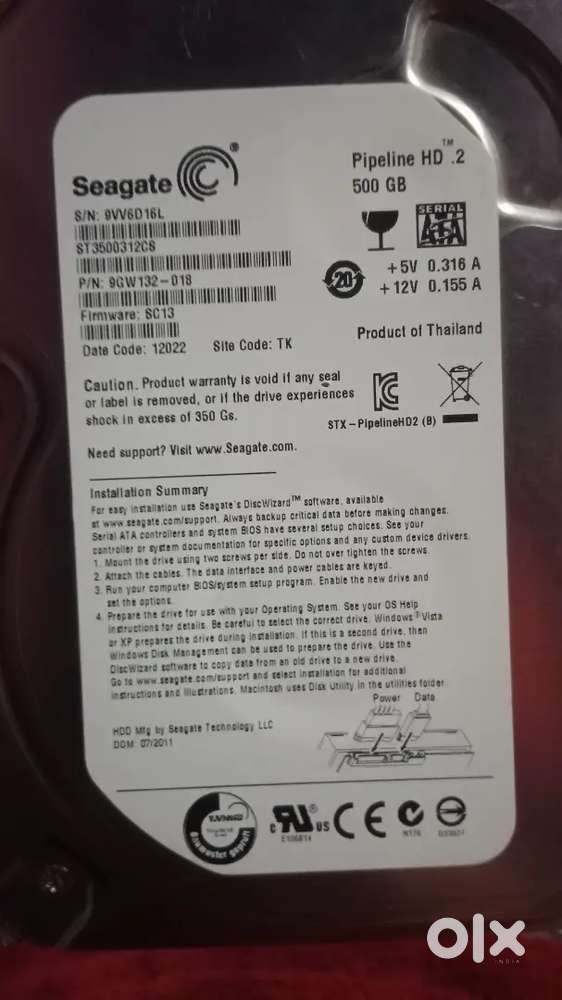 Seagate ®
S/N: 9VV6D16L
ST3500312CS
P/N: 9GW132-018
Firmware: SC13
Date Code: 12022 Site Code: TK
Pipeline HD ™ .2
500 GB
SERIAL
ATA
20
+5V 0.316 A
+12V 0.155 A
Product of Thailand
Caution. Product warranty is void if any seal
or label is removed, or if the drive experiences
shock in excess of 350 Gs.
STX-PipelineHD2 (B)
Need support? Visit www.Seagate.com.
Installation Summary
For easy installation use Seagate's DiscWizard™ software, available
at www.seagate.com/support. Always backup critical data before making changes.
Serial ATA controllers and system BIOS have several setup choices. See your
controller or system documentation for specific options and any custom device drivers.
1. Mount the drive using two screws per side. Do not over tighten the screws.
2. Attach the cables. The data interface and power cables are keyed.
3. Run your computer BIOS/system setup program. Enable the new drive and
set the options.
4. Prepare the drive for use with your Operating System. See your OS Help
instructions for details. Be careful to select the correct drive. Windows® Vista
or XP prepares the drive during installation. If this is a second drive, then
Windows Disk Management can be used to prepare the drive. Use the
DiscWizard software to copy data from an old drive to a new drive.
Go to www.seagate.com/support and select installation for additional
instructions and illustrations. Macintosh uses Disk Utility in the utilities folder
Power Data
HDD Mfg by Seagate Technology LLC
DOM: 07/2011
Bauart geprüft
c RU® US
E106814
CE
N176
olx
INDIA